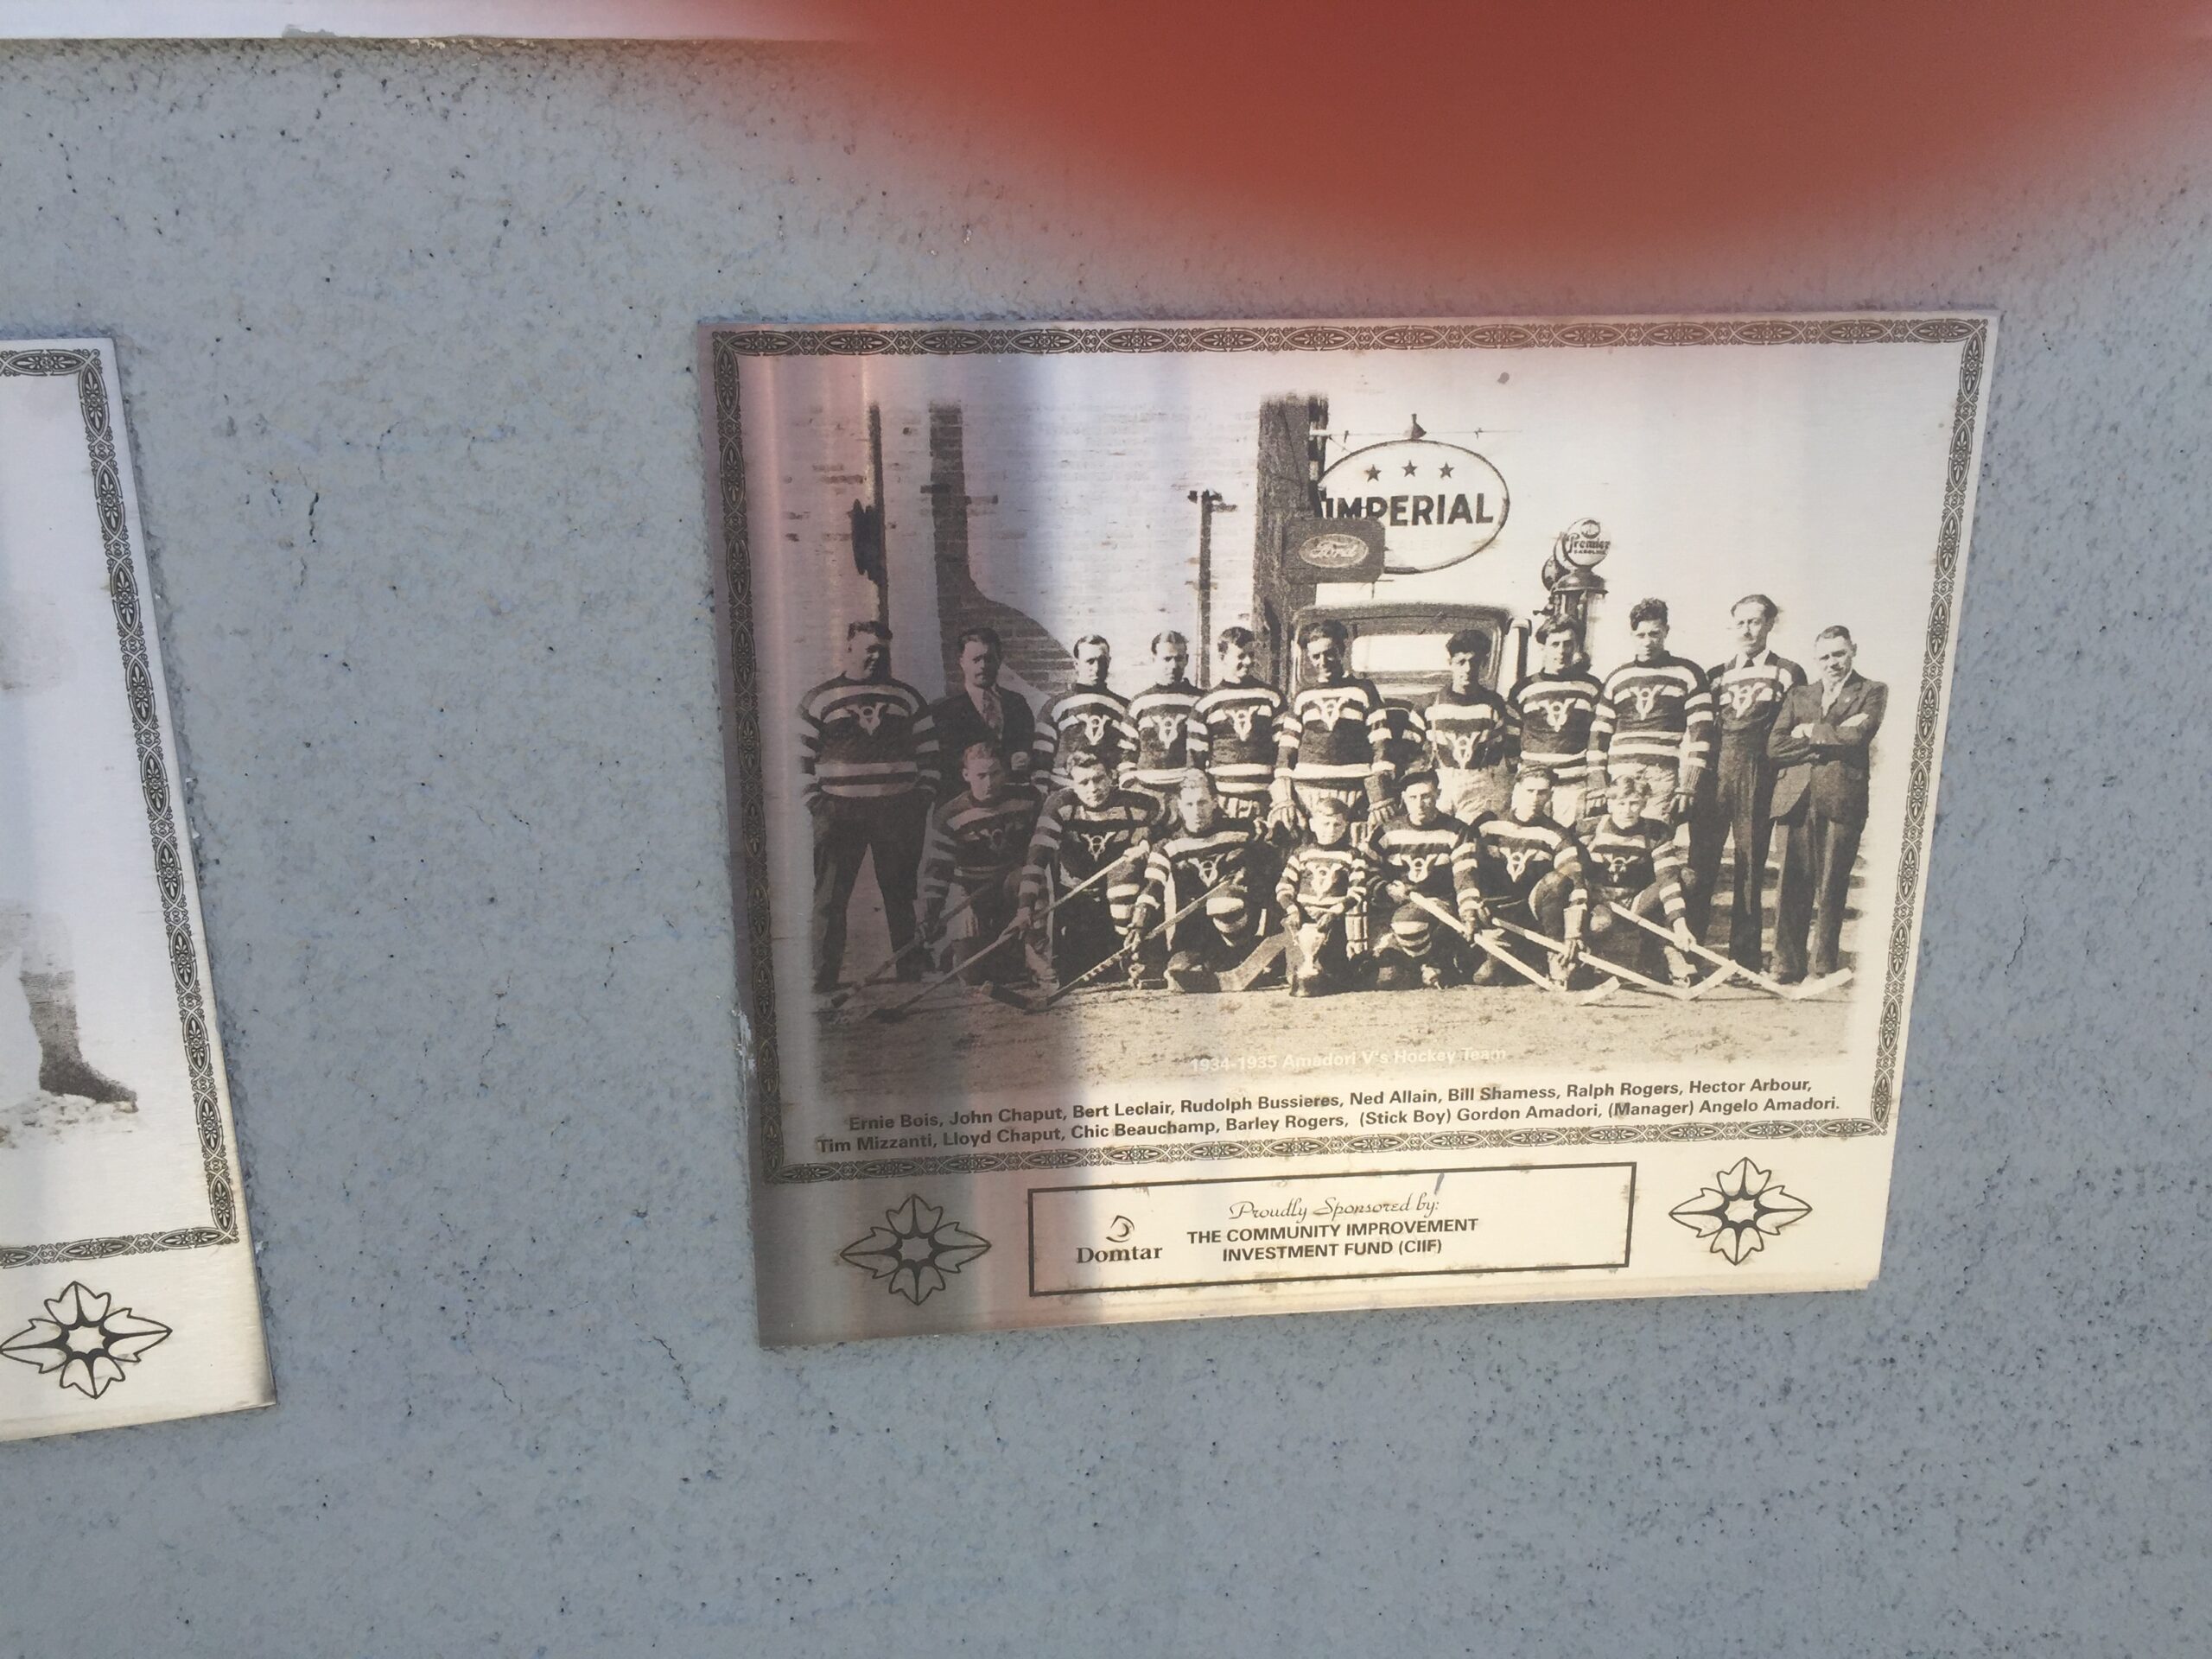 IMPERIAL
Ford
Premier
GASOLINE
1934-1935 Amadori V's Hockey Team
Ernie Bois, John Chaput, Bert Leclair, Rudolph Bussieres, Ned Allain, Bill Shamess, Ralph Rogers, Hector Arbour,
Tim Mizzanti, Lloyd Chaput, Chic Beauchamp, Barley Rogers, (Stick Boy) Gordon Amadori, (Manager) Angelo Amadori.
Proudly Sponsored by:
Domtar
THE COMMUNITY IMPROVEMENT
INVESTMENT FUND (CIIF)